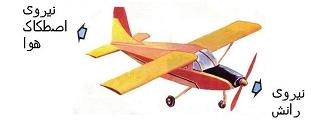 نیروی
اصطکاک
هوا
نیروی
رانش